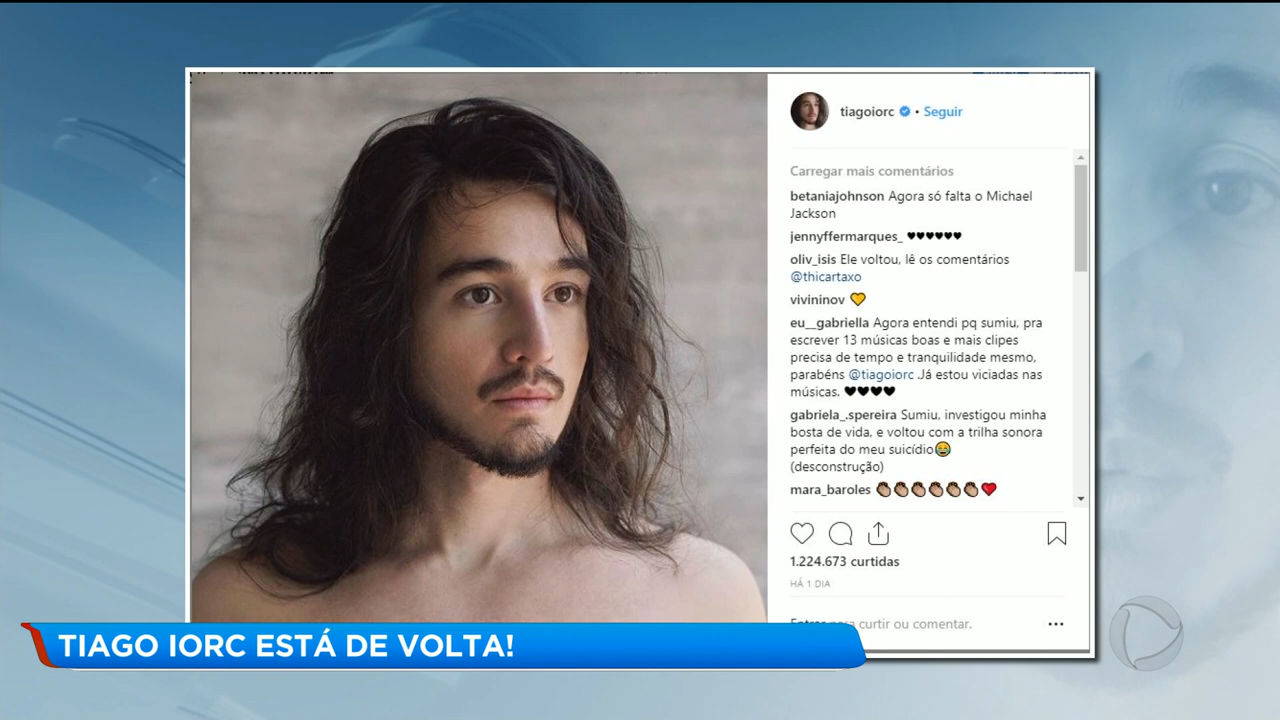 tiagoiorc • Seguir
Carregar mais comentários
betaniajohnson Agora só falta o Michael
Jackson
jennyffermarques_ ♥♥♥♥♥♥
oliv_isis Ele voltou, lê os comentários
@thicartaxo
vivininov 💛
eu__gabriella Agora entendi pq sumiu, pra
escrever 13 músicas boas e mais clipes
precisa de tempo e tranquilidade mesmo,
parabéns @tiagoiorc .Já estou viciadas nas
músicas. ♥♥♥♥
gabriela_.spereira Sumiu, investigou minha
bosta de vida, e voltou com a trilha sonora
perfeita do meu suicídio😂
(desconstrução)
mara_baroles 👏🏼👏🏼👏🏼👏🏼👏🏼👏🏼❤️
1.224.673 curtidas
HÁ 1 DIA
curtir ou comentar.
TIAGO IORC ESTÁ DE VOLTA!